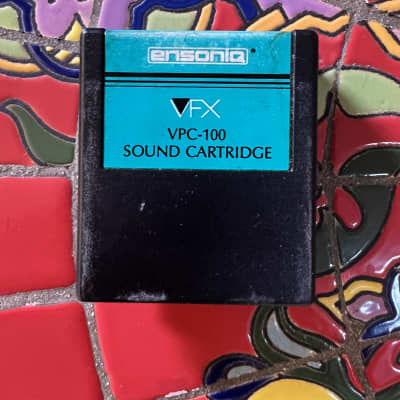 ensoniq
VFX
VPC-100
SOUND CARTRIDGE